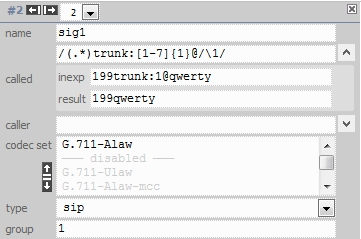 #2 2
name sig1
/(.*)trunk:[1-7]{1}@/\1/
called inexp 199trunk:1@qwerty
result 199qwerty
caller
codec set G.711-Alaw
disabled
G.711-Ulaw
G.711-Alaw-mcc
type sip
group 1